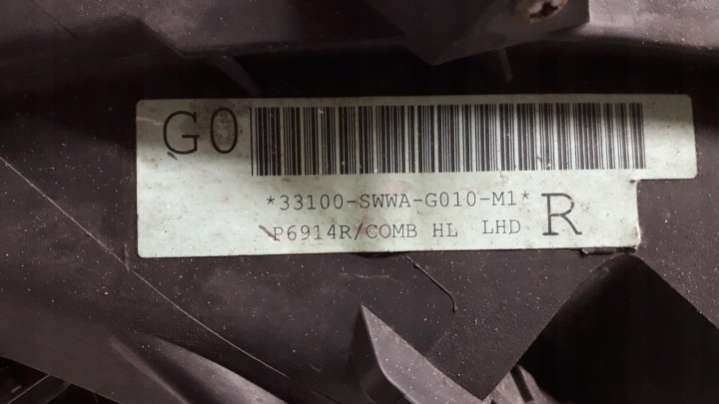 G0
*33100-SWWA-G010-M1*
P6914R/COMB HL LHD R